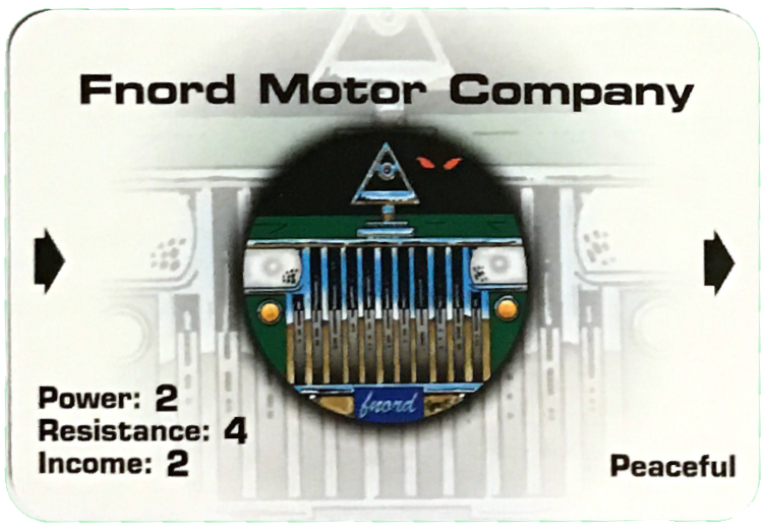 Fnord Motor Company
fnord
Power: 2
Resistance: 4
Income: 2
Peaceful